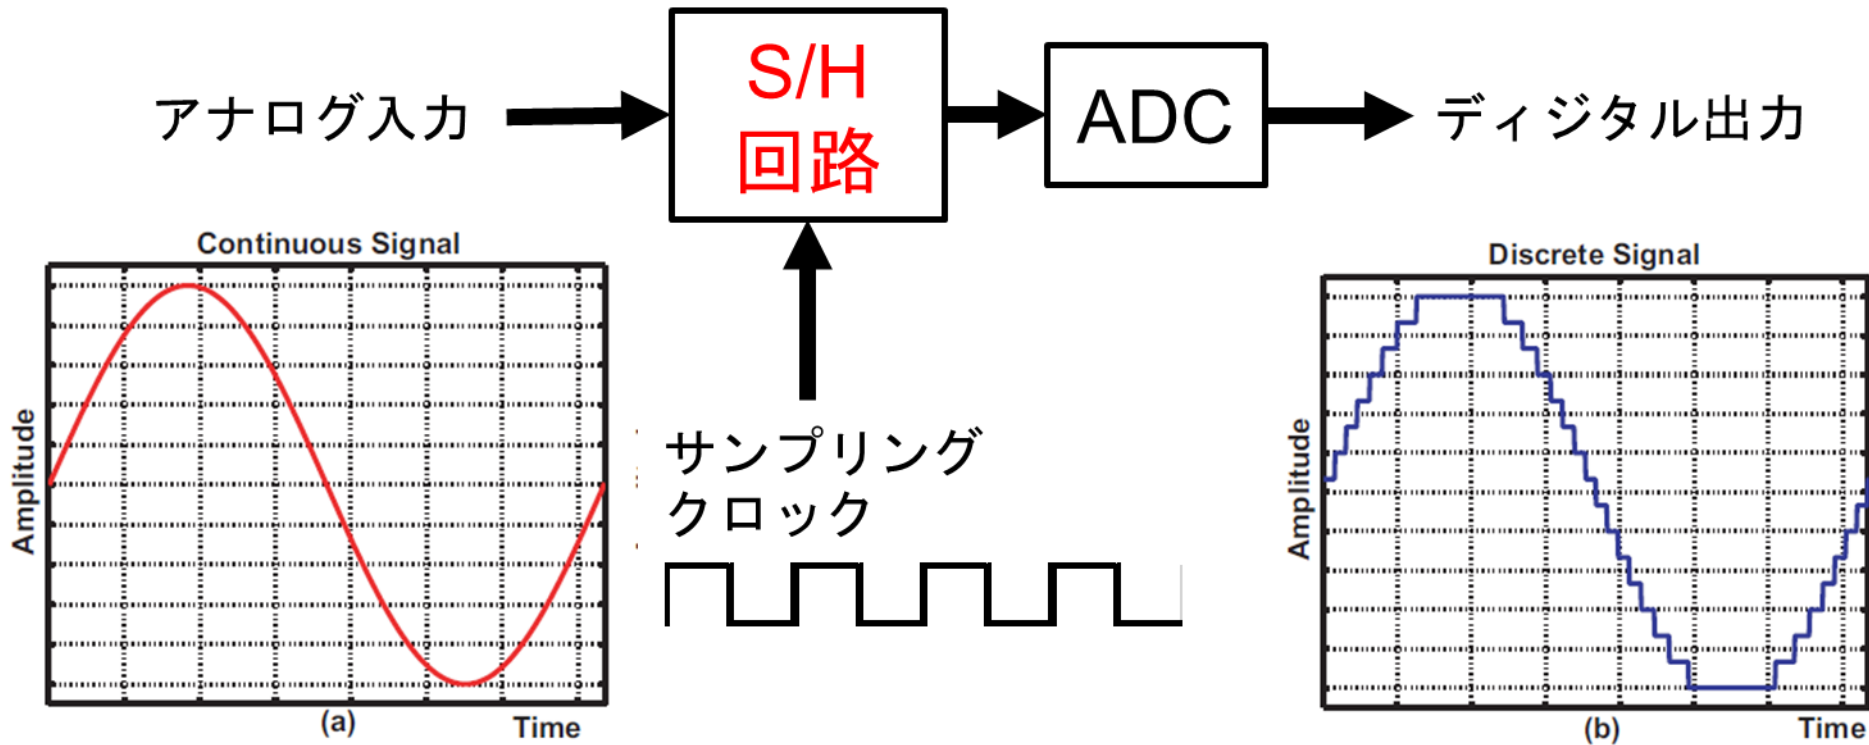 アナログ入力
S/H
回路
ADC
ディジタル出力
Continuous Signal
Amplitude
(a)
Time
サンプリング
クロック
Discrete Signal
Amplitude
(b)
Time